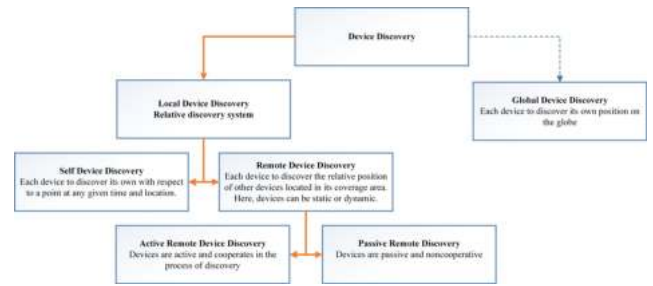 Device Discovery
Local Device Discovery
Relative discovery system
Global Device Discovery
Each device to discover its own position on
the globe
Self Device Discovery
Each device to discover its own with respect
to a point at any given time and location.
Remote Device Discovery
Each device to discover the relative position
of other devices located in its coverage area.
Here, devices can be static or dynamic.
Active Remote Device Discovery
Devices are active and cooperates in the
process of discovery
Passive Remote Discovery
Devices are passive and noncooperative